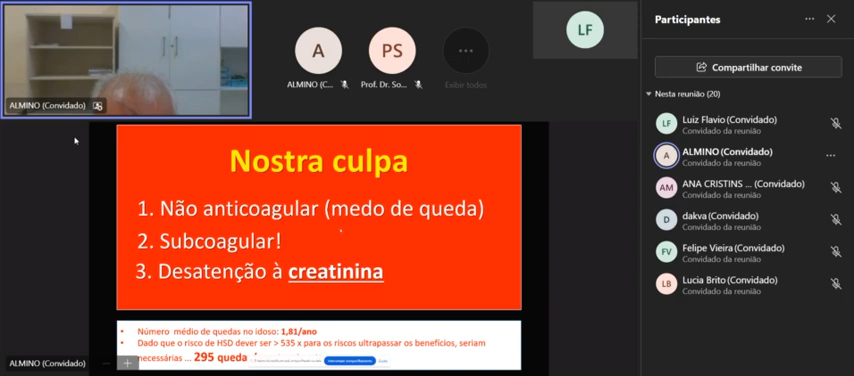 Participantes
Compartilhar convite
Nesta reunião (20)
LF
Luiz Flavio (Convidado)
Convidado da reunião
A
ALMINO (Convidado)
Convidado da reunião
AM
ANA CRISTINS ... (Convidado)
Convidado da reunião
D
dakva (Convidado)
Convidado da reunião
FV
Felipe Vieira (Convidado)
Convidado da reunião
LB
Lucia Brito (Convidado)
Convidado da reunião
ALMINO (Convidado)
A
ALMINO (C...
PS
Prof. Dr. So...
Exibir todos
LF
Nostra culpa
1. Não anticoagular (medo de queda)
2. Subcoagular!
3. Desatenção à creatinina
• Número médio de quedas no idoso: 1,81/ano
• Dado que o risco de HSD dever ser > 535 x para os riscos ultrapassar os benefícios, seriam
necessárias ... 295 queda
ALMINO (Convidado)